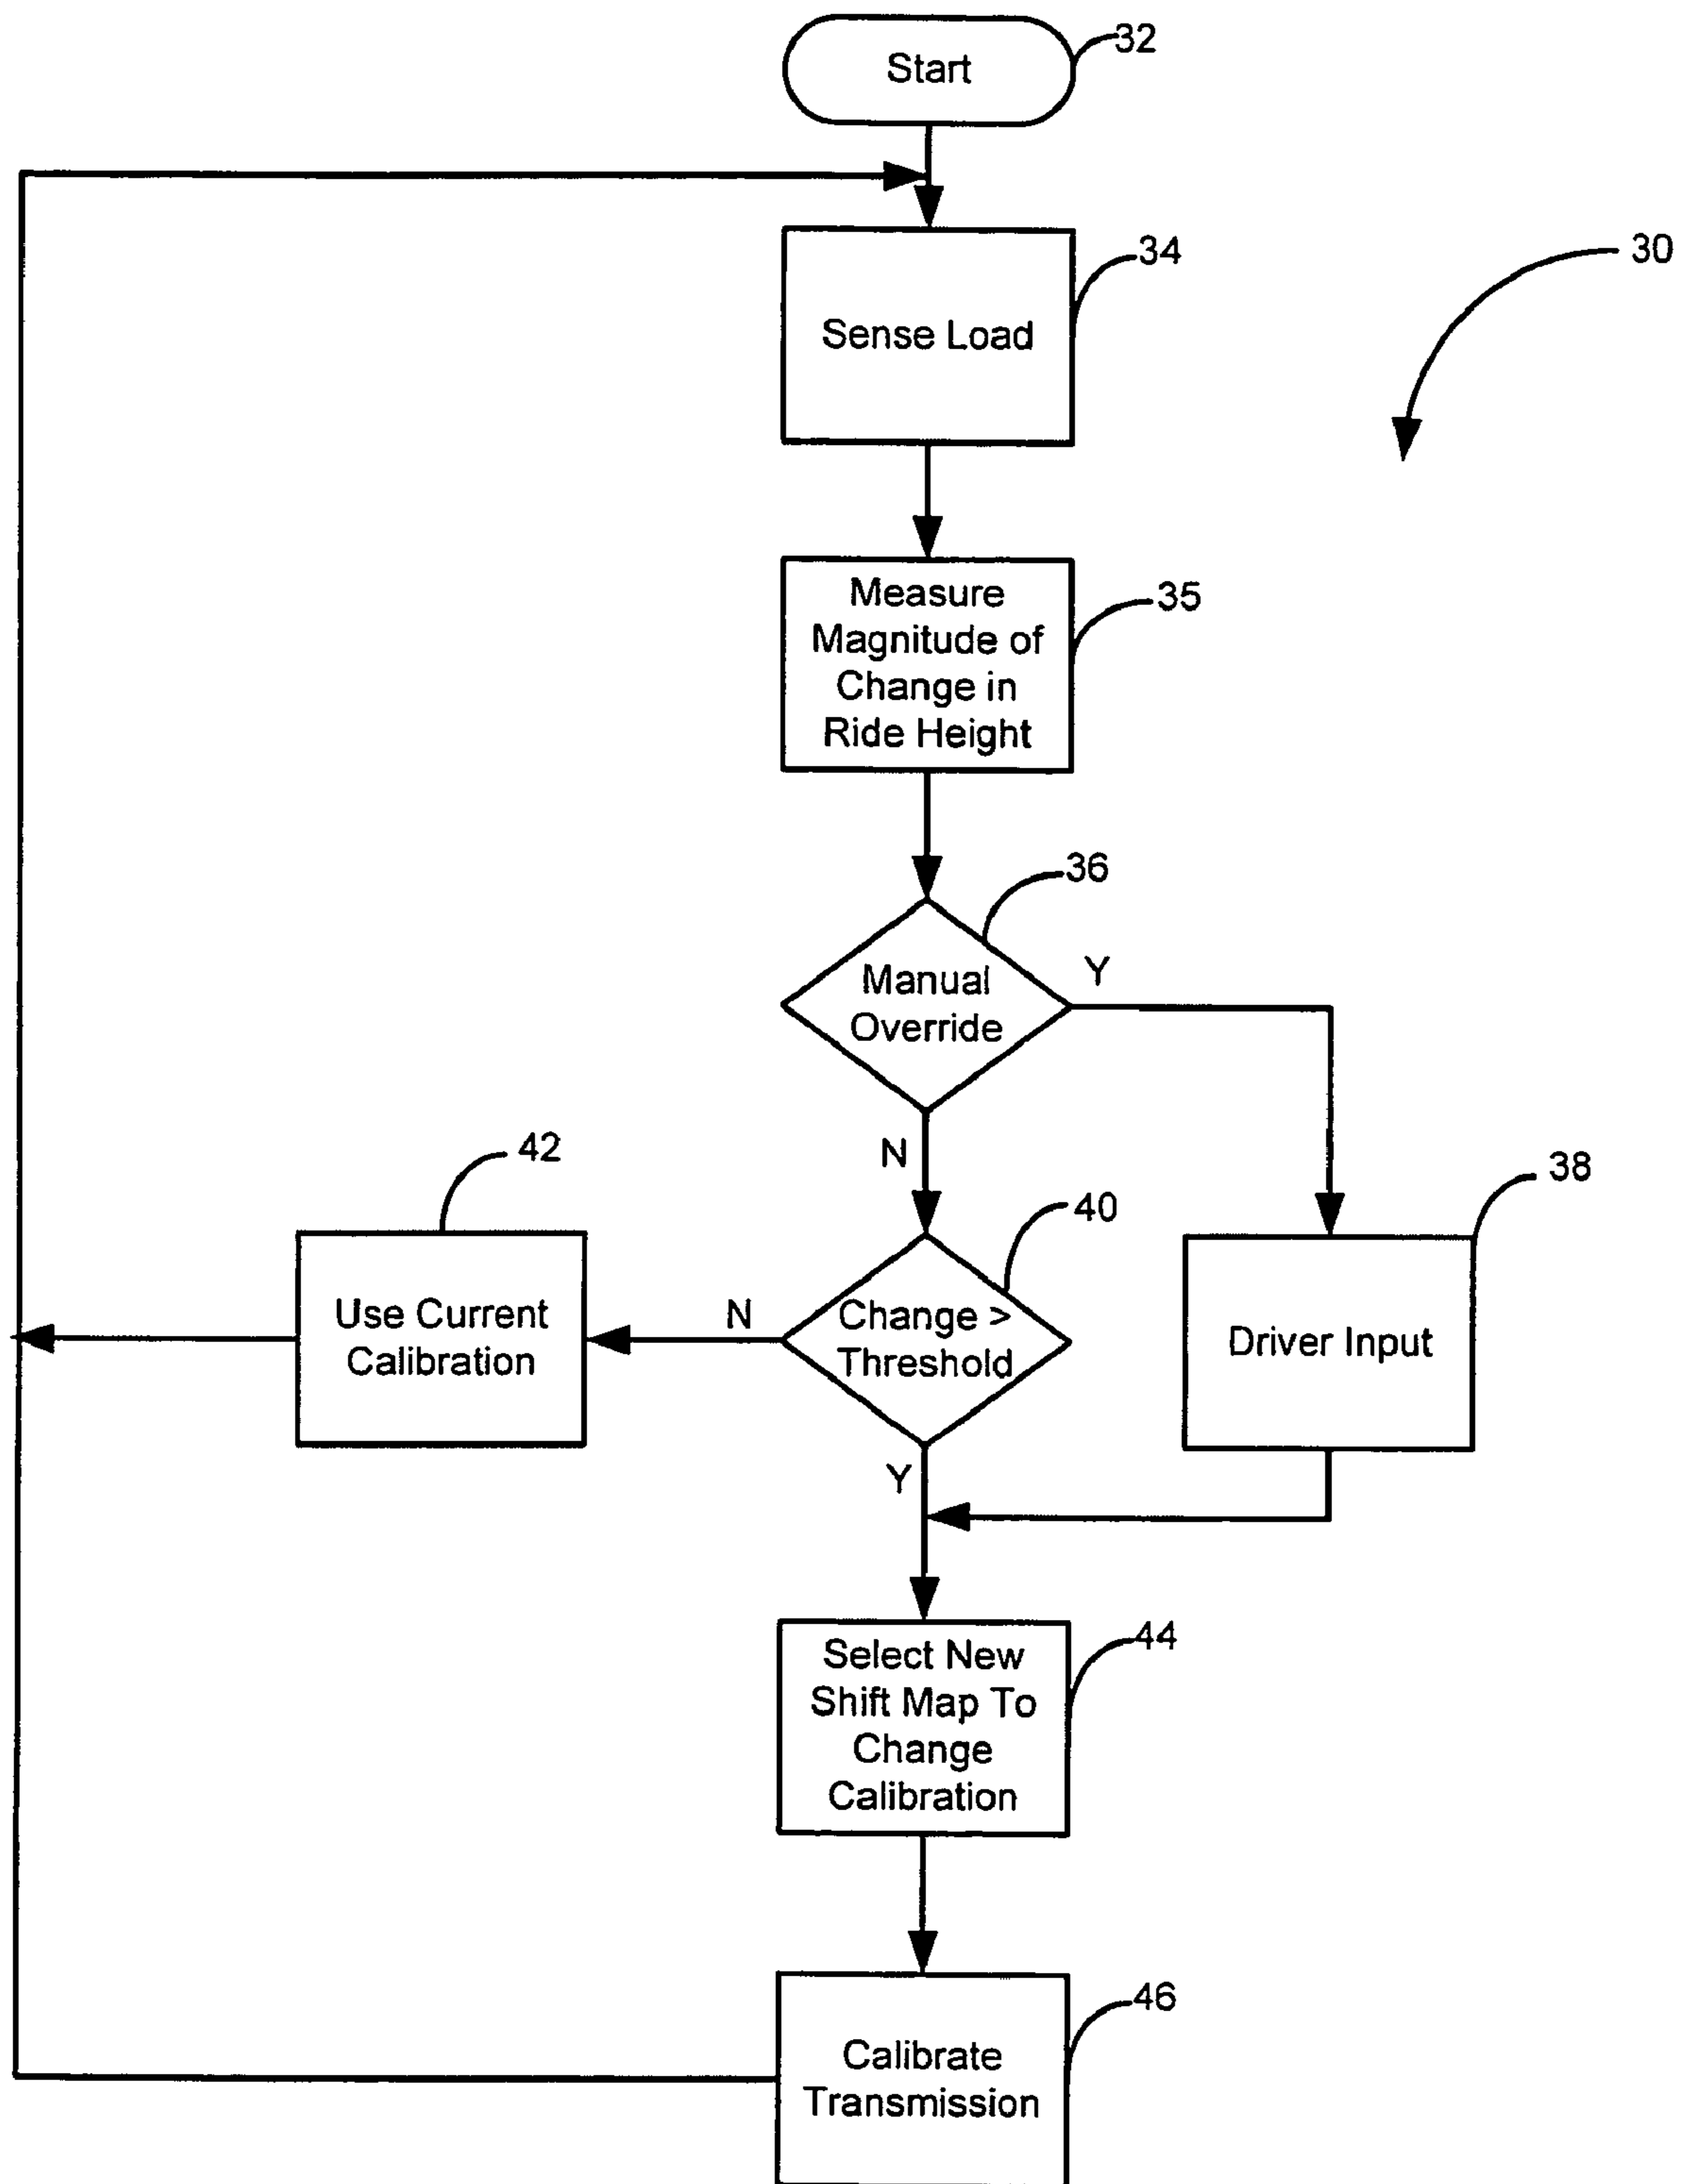 Start
32
34
30
Sense Load
Measure
Magnitude of
Change in
Ride Height
35
36
Manual
Override
Y
N
42
40
38
Use Current
Calibration
N
Change >
Threshold
Driver Input
Y
Select New
Shift Map To
Change
Calibration
44
46
Calibrate
Transmission